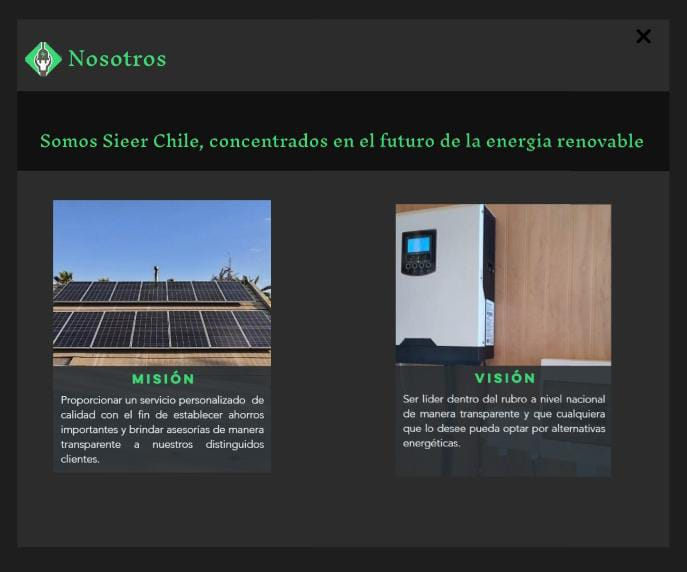 Nosotros
Somos Sieer Chile, concentrados en el futuro de la energia renovable
MISIÓN
Proporcionar un servicio personalizado de
calidad con el fin de establecer ahorros
importantes y brindar asesorías de manera
transparente a nuestros distinguidos
clientes.
VISIÓN
Ser líder dentro del rubro a nivel nacional
de manera transparente y que cualquiera
que lo desee pueda optar por alternativas
energéticas.